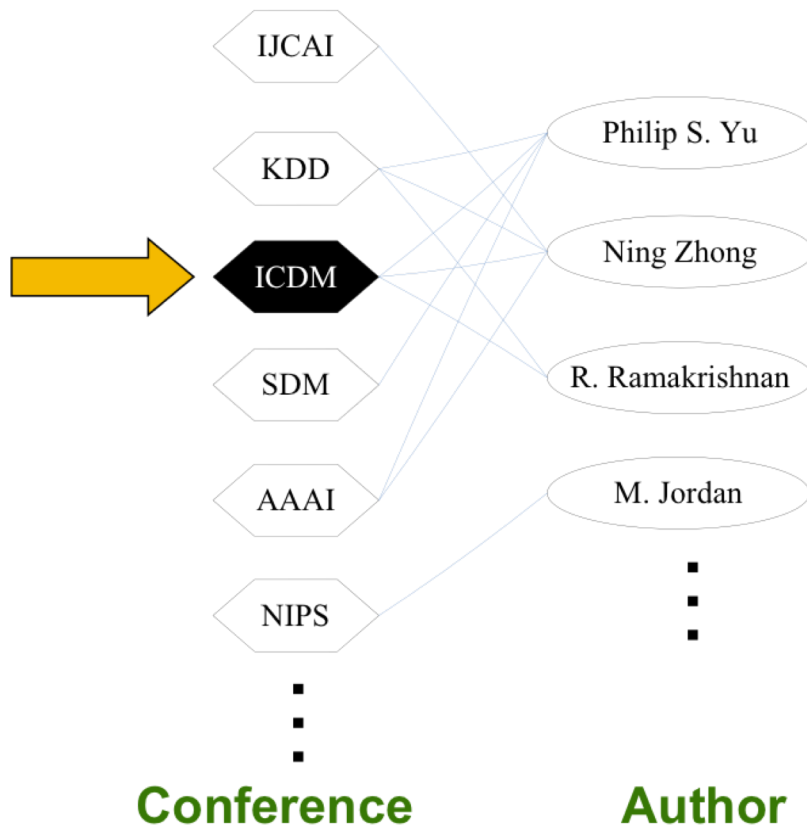 IJCAI
KDD
ICDM
SDM
AAAI
NIPS
Conference
Philip S. Yu
Ning Zhong
R. Ramakrishnan
M. Jordan
Author